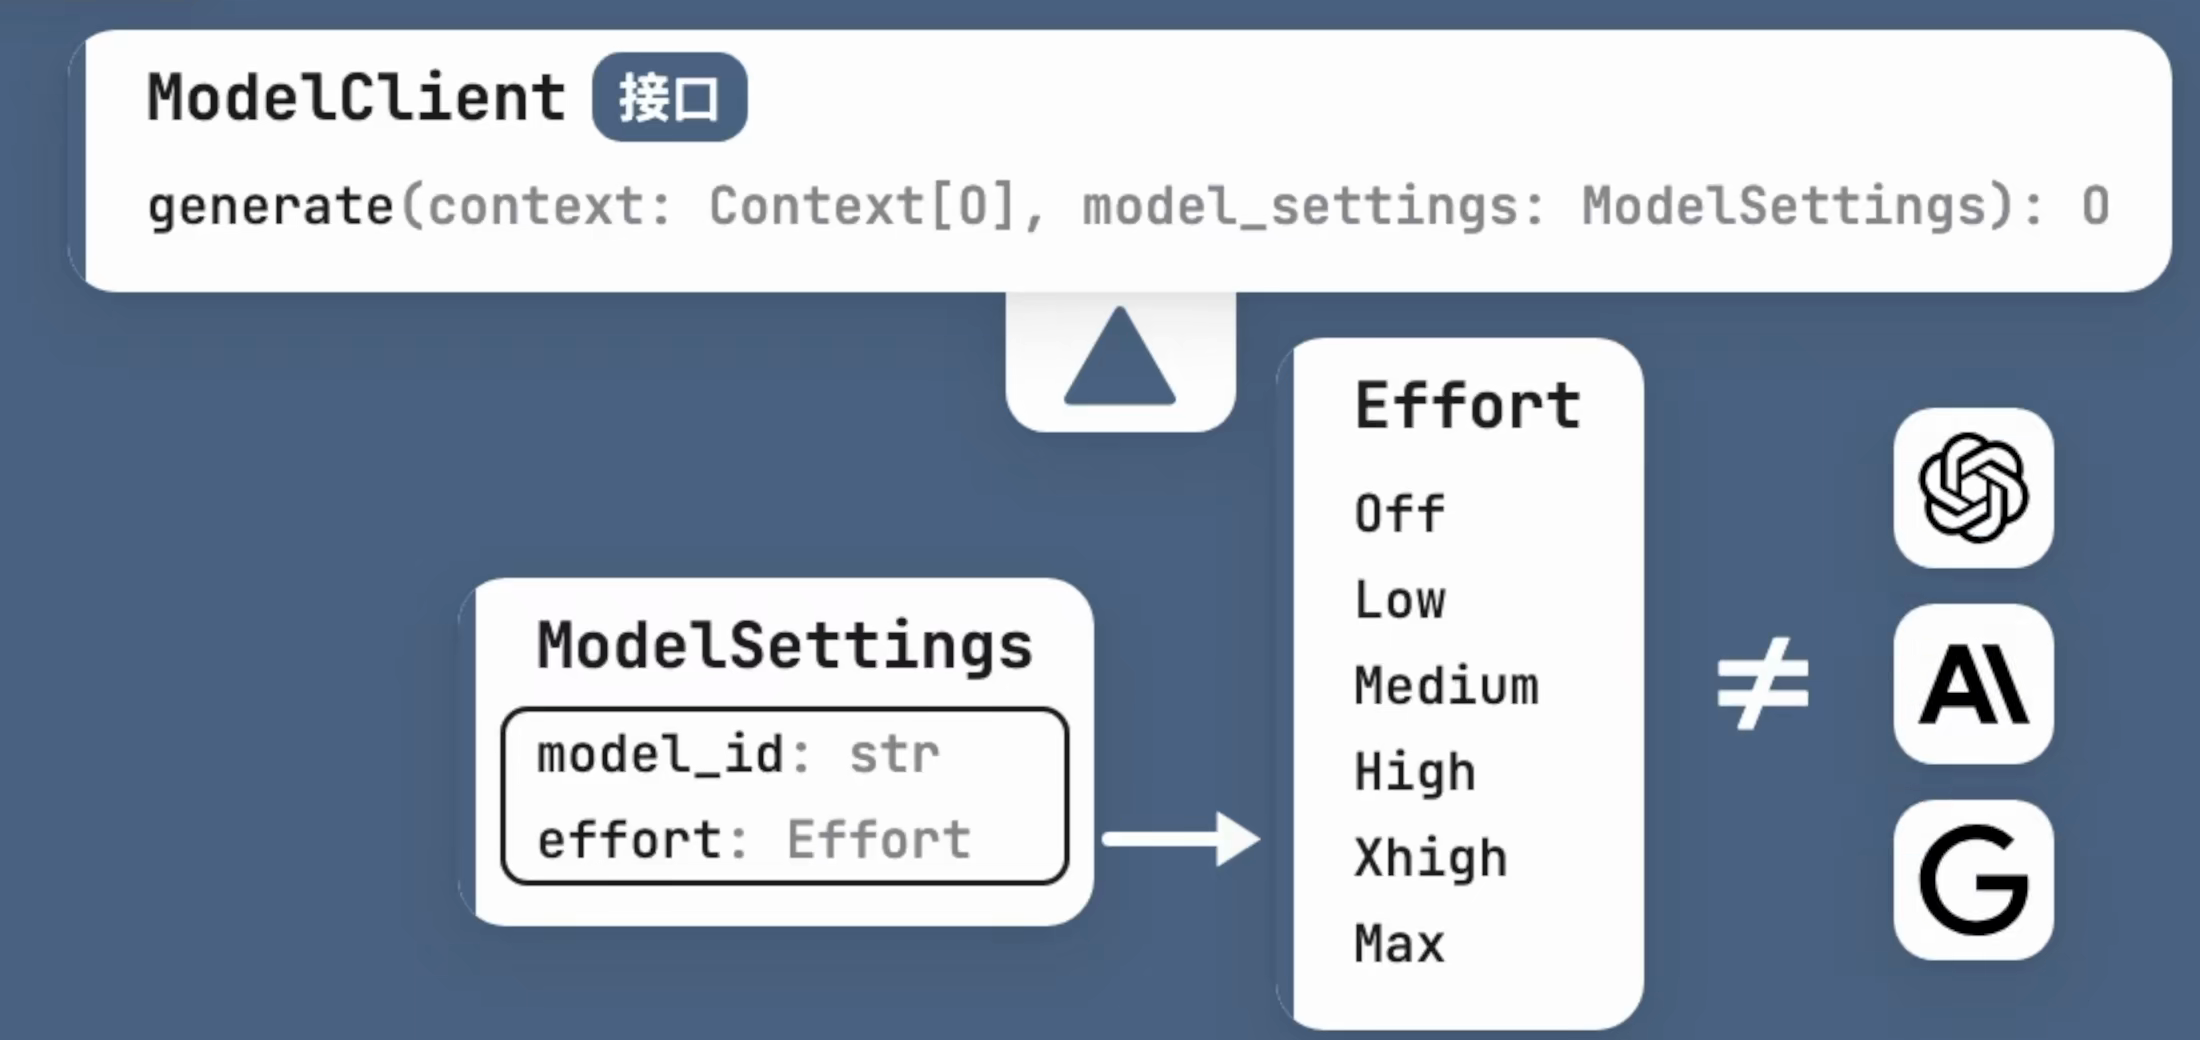 ModelClient 接口
generate(context: Context[O], model_settings: ModelSettings): O
Effort
Off
Low
Medium
High
Xhigh
Max
ModelSettings
model_id: str
effort: Effort
≠